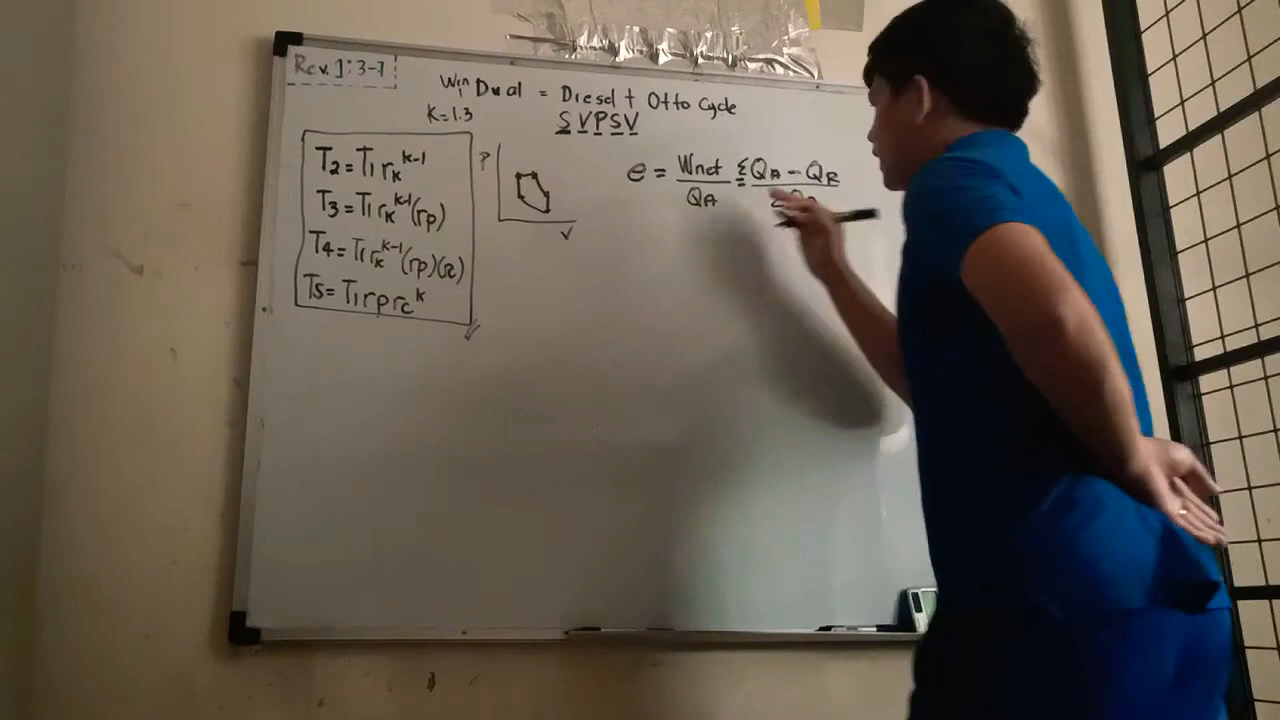 Rev. 1: 3-7
Win Dual = Diesel + Otto Cycle
K=1.3
S V P S V
T2 = T1 rk^k-1
T3 = T1 rk^k-1 (rp)
T4 = T1 rk^k-1 (rp)(rc)
T5 = T1 rp rc^k
P
V
e = Wnet / QA = ΣQA - QR / ΣQA